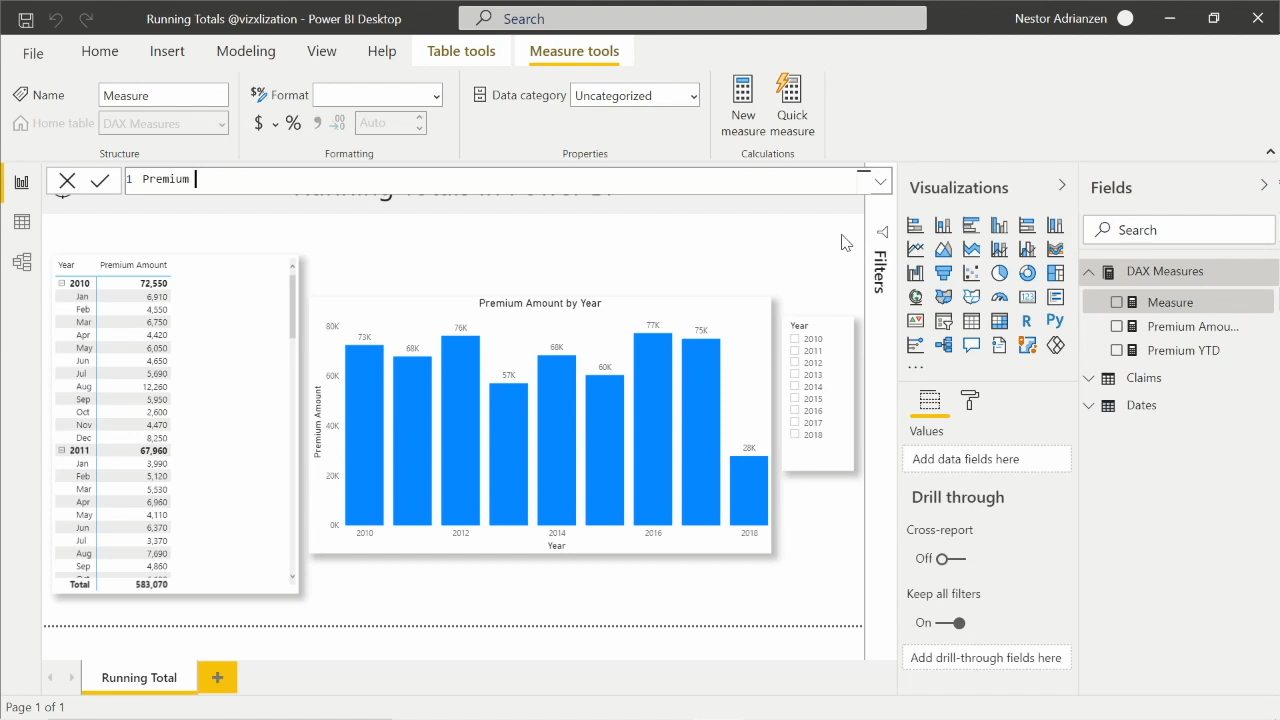 Running Totals @vizxlization - Power BI Desktop
Search
Nestor Adrianzen
File
Home
Insert
Modeling
View
Help
Table tools
Measure tools
Name
Measure
Home table
DAX Measures
Structure
$% Format
$ % 9 .00
Auto
Formatting
Data category
Uncategorized
Properties
New measure
Quick measure
Calculations
1 Premium
Running Totals in Power BI
Filters
Year Premium Amount
2010 72,550
Jan 6,910
Feb 4,550
Mar 6,750
Apr 4,420
May 6,050
Jun 4,650
Jul 5,690
Aug 12,260
Sep 5,950
Oct 2,600
Nov 4,470
Dec 8,250
2011 67,960
Jan 3,990
Feb 5,120
Mar 5,530
Apr 6,960
May 4,110
Jun 6,370
Jul 3,370
Aug 7,690
Sep 4,860
Total 583,070
Premium Amount by Year
Premium Amount
80K
60K
40K
20K
0K
73K 68K 76K 57K 68K 60K 77K 75K 28K
2010 2012 2014 2016 2018
Year
Year
2010
2011
2012
2013
2014
2015
2016
2017
2018
Visualizations
R Py
...
Values
Add data fields here
Drill through
Cross-report
Off
Keep all filters
On
Add drill-through fields here
Fields
Search
DAX Measures
Measure
Premium Amou...
Premium YTD
Claims
Dates
Running Total
+
Page 1 of 1